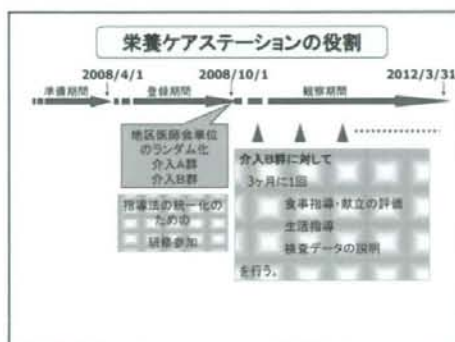 栄養ケアステーションの役割
2008/4/1
2008/10/1
2012/3/31
準備期間
登録期間
観察期間
地区医師会単位
のランダム化
介入A群
介入B群
指導法の統一化の
ための
研修参加
介入B群に対して
3ヶ月に1回
食事指導・献立の評価
生活指導
検査データの説明
を行う。